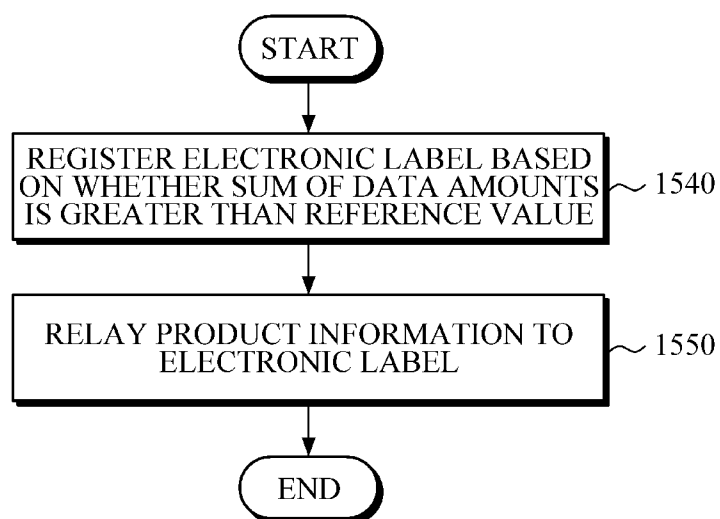 START
REGISTER ELECTRONIC LABEL BASED
ON WHETHER SUM OF DATA AMOUNTS
IS GREATER THAN REFERENCE VALUE
1540
RELAY PRODUCT INFORMATION TO
ELECTRONIC LABEL
1550
END